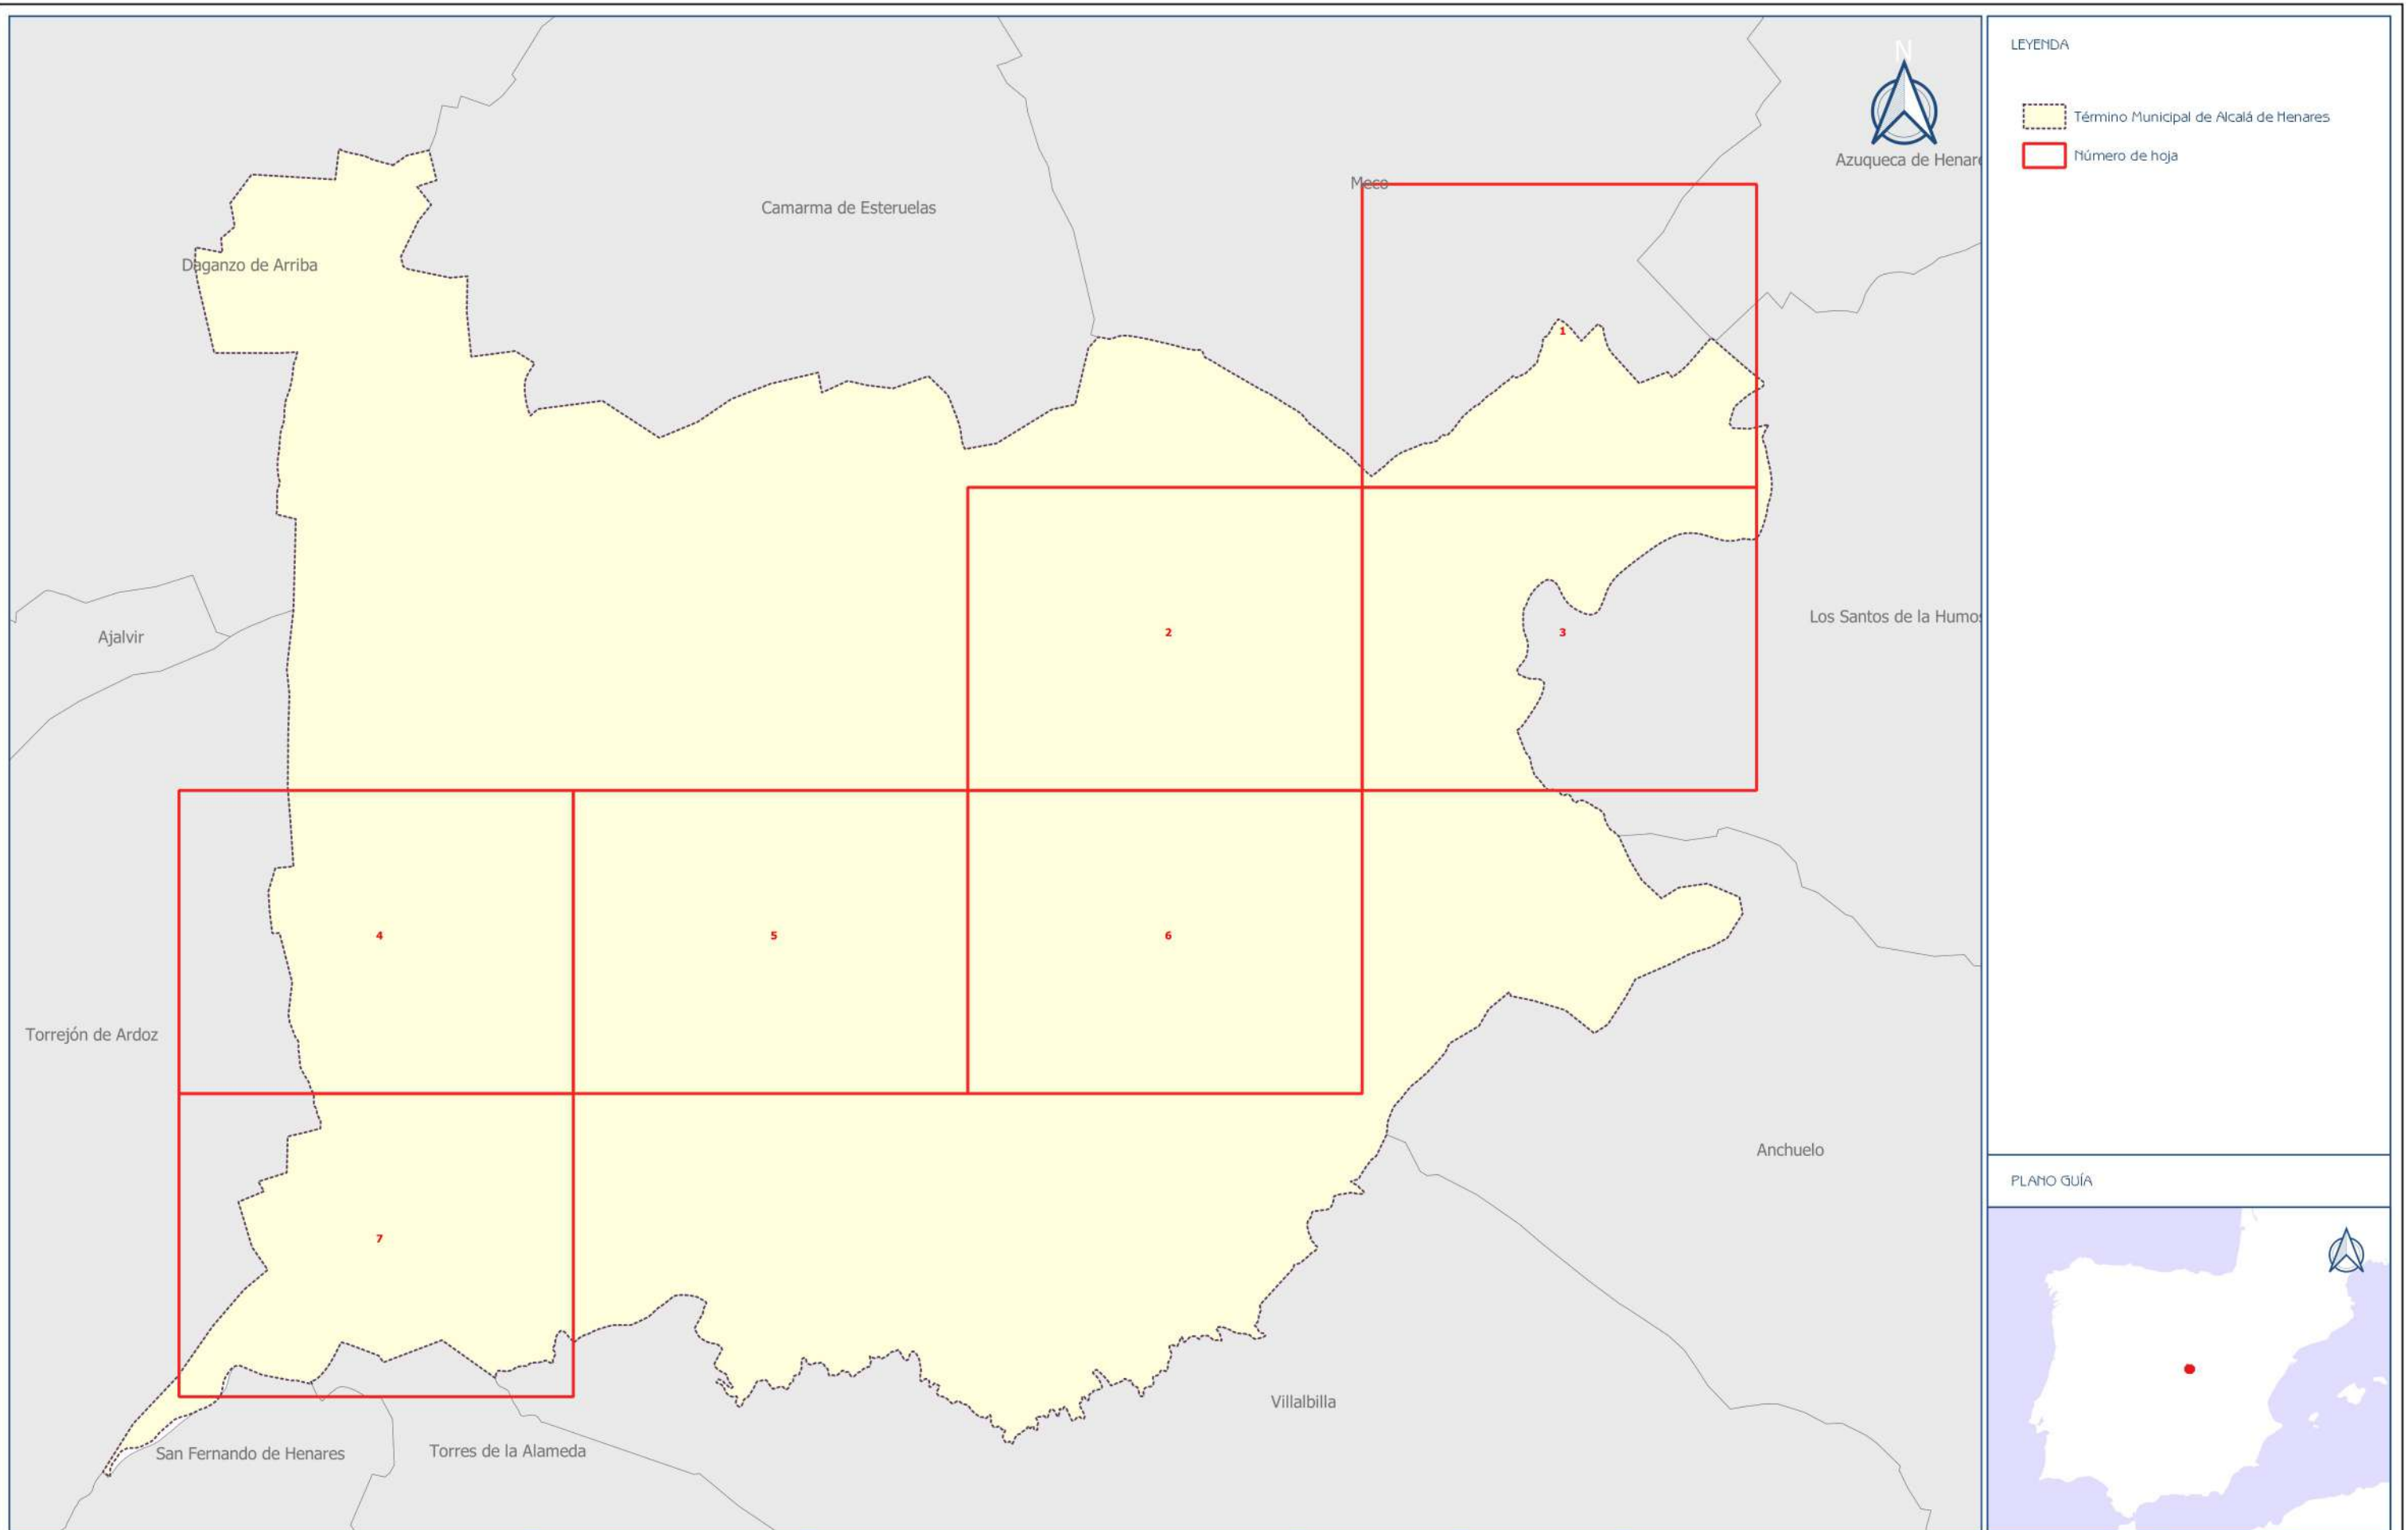 N
Azuqueca de Henar
Meco
Camarma de Esteruelas
Daganzo de Arriba
1
Los Santos de la Humo
Ajalvir
2
3
4
5
6
Torrejón de Ardoz
Anchuelo
7
Villalbilla
San Fernando de Henares
Torres de la Alameda
LEYENDA
Término Municipal de Alcalá de Henares
Número de hoja
PLANO GUÍA